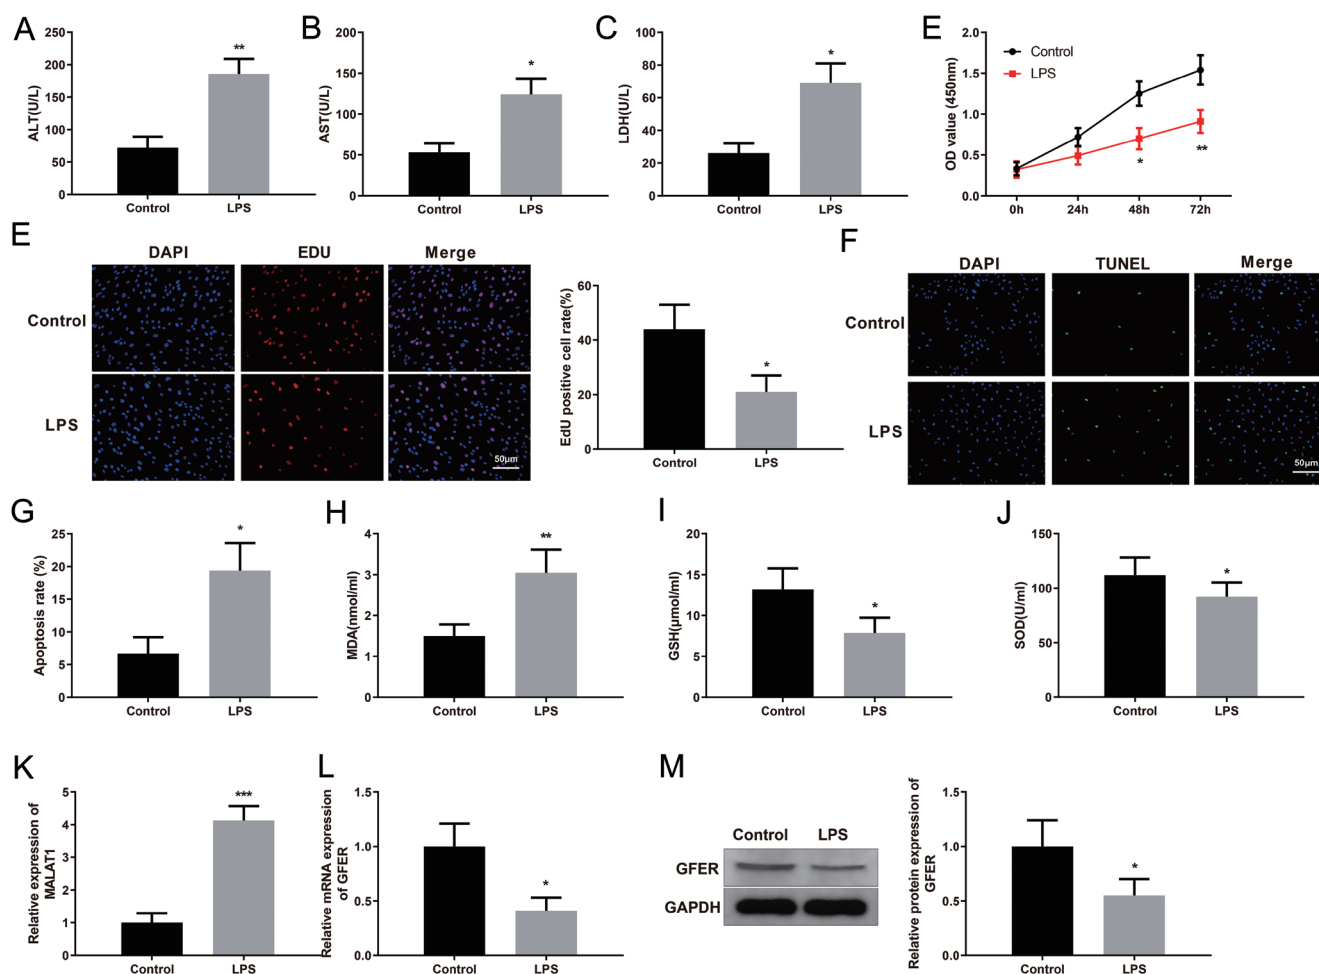 A
ALT(U/L)
250
200
150
100
50
0
**
Control
LPS
B
AST(U/L)
200
150
100
50
0
*
Control
LPS
C
LDH(U/L)
100
80
60
40
20
0
*
Control
LPS
E
OD value (450nm)
2.0
1.5
1.0
0.5
0.0
Control
LPS
*
**
0h
24h
48h
72h
E
DAPI
EDU
Merge
Control
LPS
50μm
EdU positive cell rate(%)
60
40
20
0
*
Control
LPS
F
DAPI
TUNEL
Merge
Control
LPS
50μm
G
Apoptosis rate (%)
25
20
15
10
5
0
*
Control
LPS
H
MDA(nmol/ml)
4
3
2
1
0
**
Control
LPS
I
GSH(μmol/ml)
20
15
10
5
0
*
Control
LPS
J
SOD(U/ml)
150
100
50
0
*
Control
LPS
K
Relative expression of
MALAT1
5
4
3
2
1
0
***
Control
LPS
L
Relative mRNA expression
of GFER
1.5
1.0
0.5
0.0
*
Control
LPS
M
Control
LPS
GFER
GAPDH
Relative protein expression of
GFER
1.5
1.0
0.5
0.0
*
Control
LPS